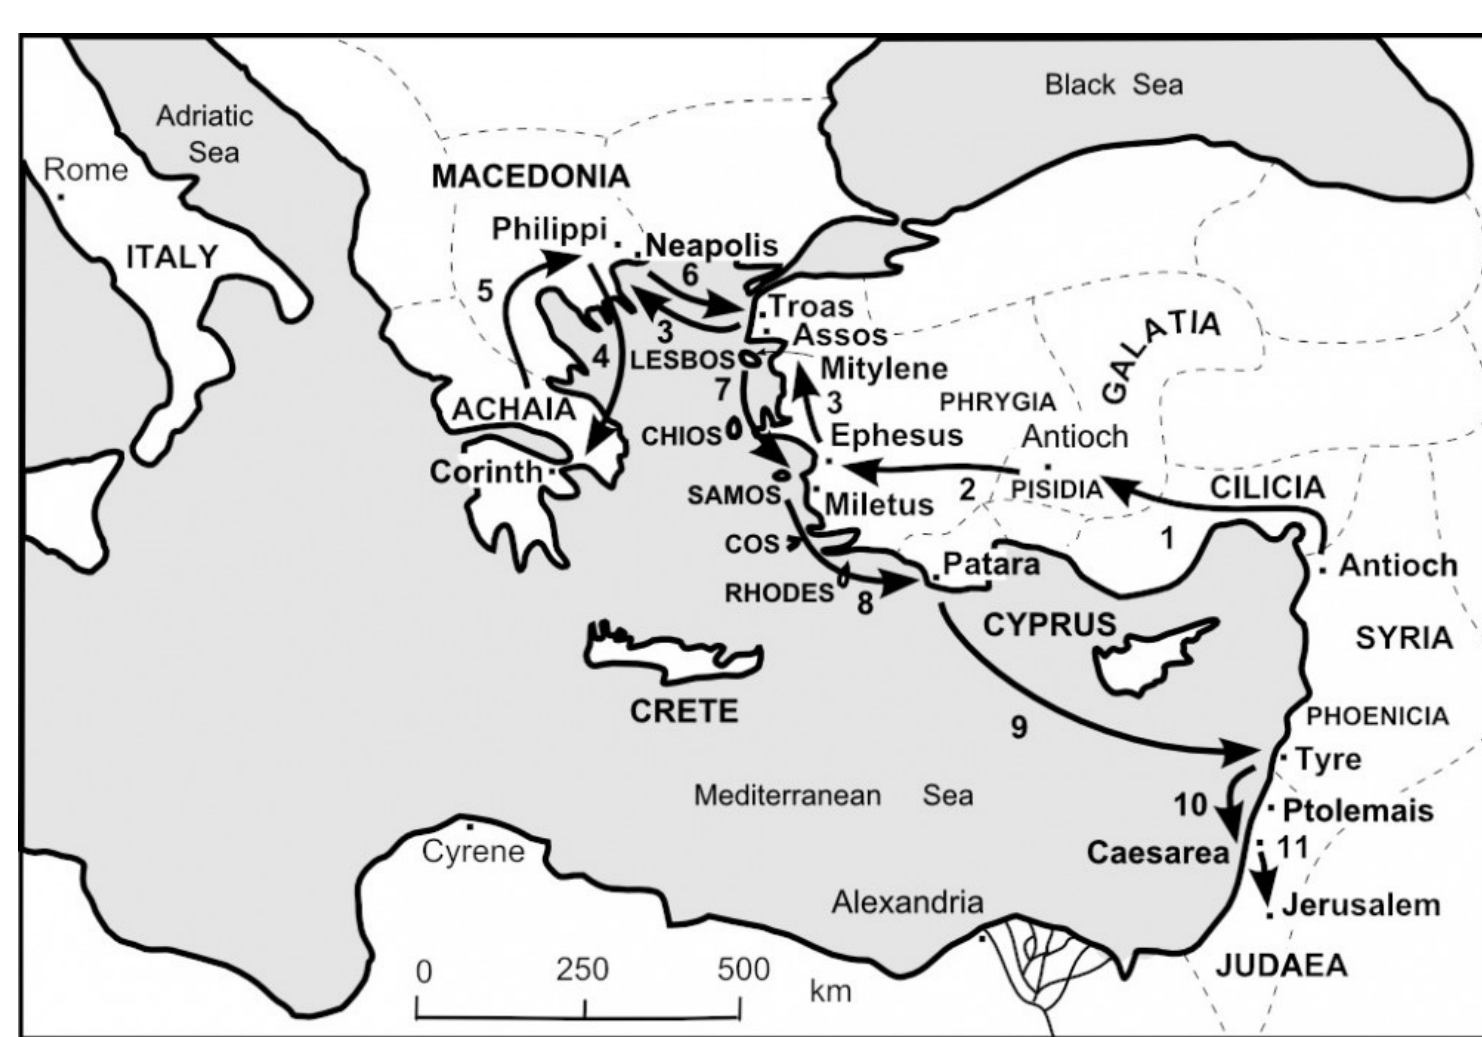 Black Sea
Adriatic
Sea
Rome
MACEDONIA
Philippi
Neapolis
ITALY
6
5
Troas
GALATIA
3
Assos
4
LESBOS
Mitylene
7
3
PHRYGIA
ACHAIA
CHIOS
Ephesus
Antioch
Corinth
2
PISIDIA
CILICIA
SAMOS
Miletus
1
COS
Patara
Antioch
RHODES
8
CYPRUS
SYRIA
CRETE
9
PHOENICIA
Tyre
Mediterranean Sea
10
Ptolemais
Cyrene
Caesarea
11
Alexandria
Jerusalem
0 250 500
km
JUDAEA